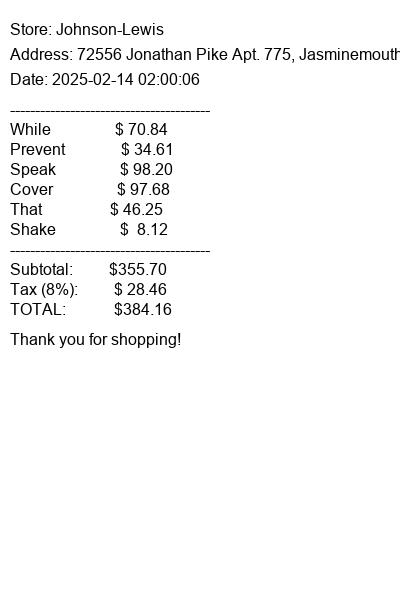 Store: Johnson-Lewis
Address: 72556 Jonathan Pike Apt. 775, Jasminemouth
Date: 2025-02-14 02:00:06
----------------------------------------
While $ 70.84
Prevent $ 34.61
Speak $ 98.20
Cover $ 97.68
That $ 46.25
Shake $ 8.12
----------------------------------------
Subtotal: $355.70
Tax (8%): $ 28.46
TOTAL: $384.16
Thank you for shopping!